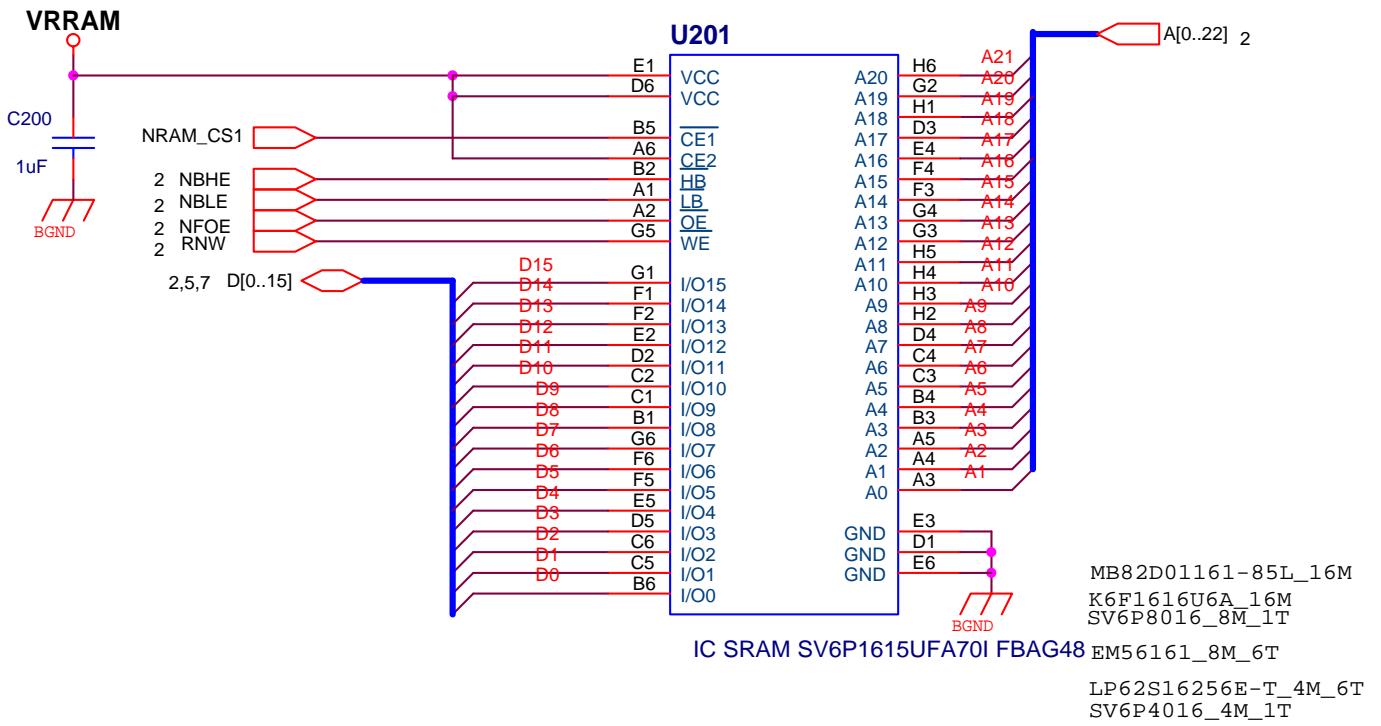 VRRAM
U201
A[0..22] 2
C200
1uF
BGND
NRAM_CS1
2 NBHE
2 NBLE
2 NFOE
2 RNW
2,5,7 D[0..15]
E1 VCC
D6 VCC
B5 CE1
A6 CE2
B2 HB
A1 LB
A2 OE
G5 WE
D15 G1 I/O15
D14 F1 I/O14
D13 F2 I/O13
D12 E2 I/O12
D11 D2 I/O11
D10 C2 I/O10
D9 C1 I/O9
D8 B1 I/O8
D7 G6 I/O7
D6 F6 I/O6
D5 F5 I/O5
D4 E5 I/O4
D3 D5 I/O3
D2 C6 I/O2
D1 C5 I/O1
D0 B6 I/O0
A20 H6 A21
A19 G2 A20
A18 H1 A19
A17 D3 A18
A16 E4 A17
A15 F4 A16
A14 F3 A15
A13 G4 A14
A12 G3 A13
A11 H5 A12
A10 H4 A11
A9 H3 A10
A8 H2 A9
A7 D4 A8
A6 C4 A7
A5 C3 A6
A4 B4 A5
A3 B3 A4
A2 A5 A3
A1 A4 A2
A0 A3 A1
GND E3
GND D1
GND E6
BGND
IC SRAM SV6P1615UFA70I FBAG48
MB82D01161-85L_16M
K6F1616U6A_16M
SV6P8016_8M_1T
EM56161_8M_6T
LP62S16256E-T_4M_6T
SV6P4016_4M_1T